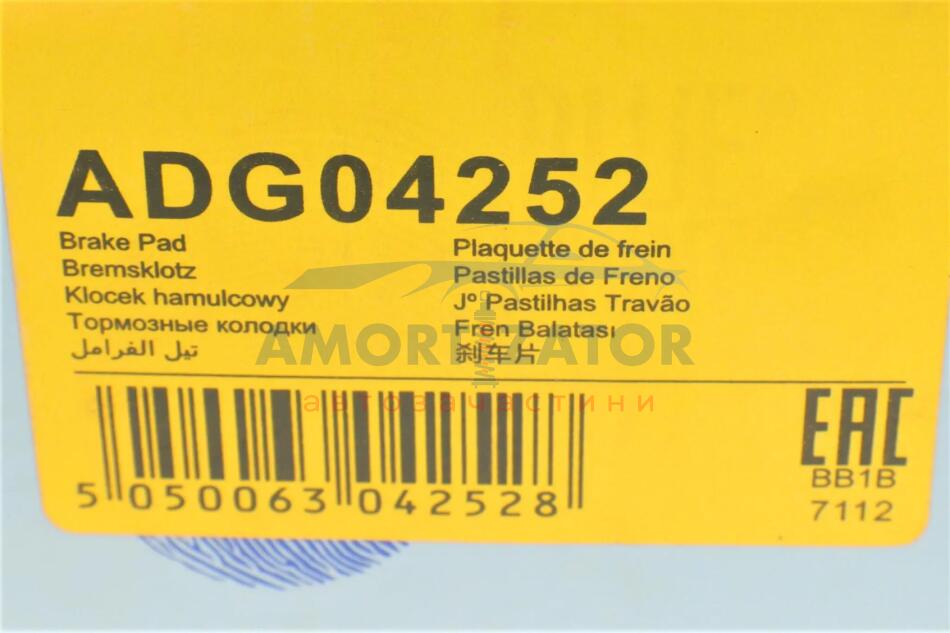 ADG04252
Brake Pad
Bremsklotz
Klocek hamulcowy
Тормозные колодки
تيل الفرامل
Plaquette de frein
Pastillas de Freno
Jº Pastilhas Travão
Fren Balatası
刹车片
AMORTIZATOR
автозачастини
5 050063 042528
EAC
BB1B
7112